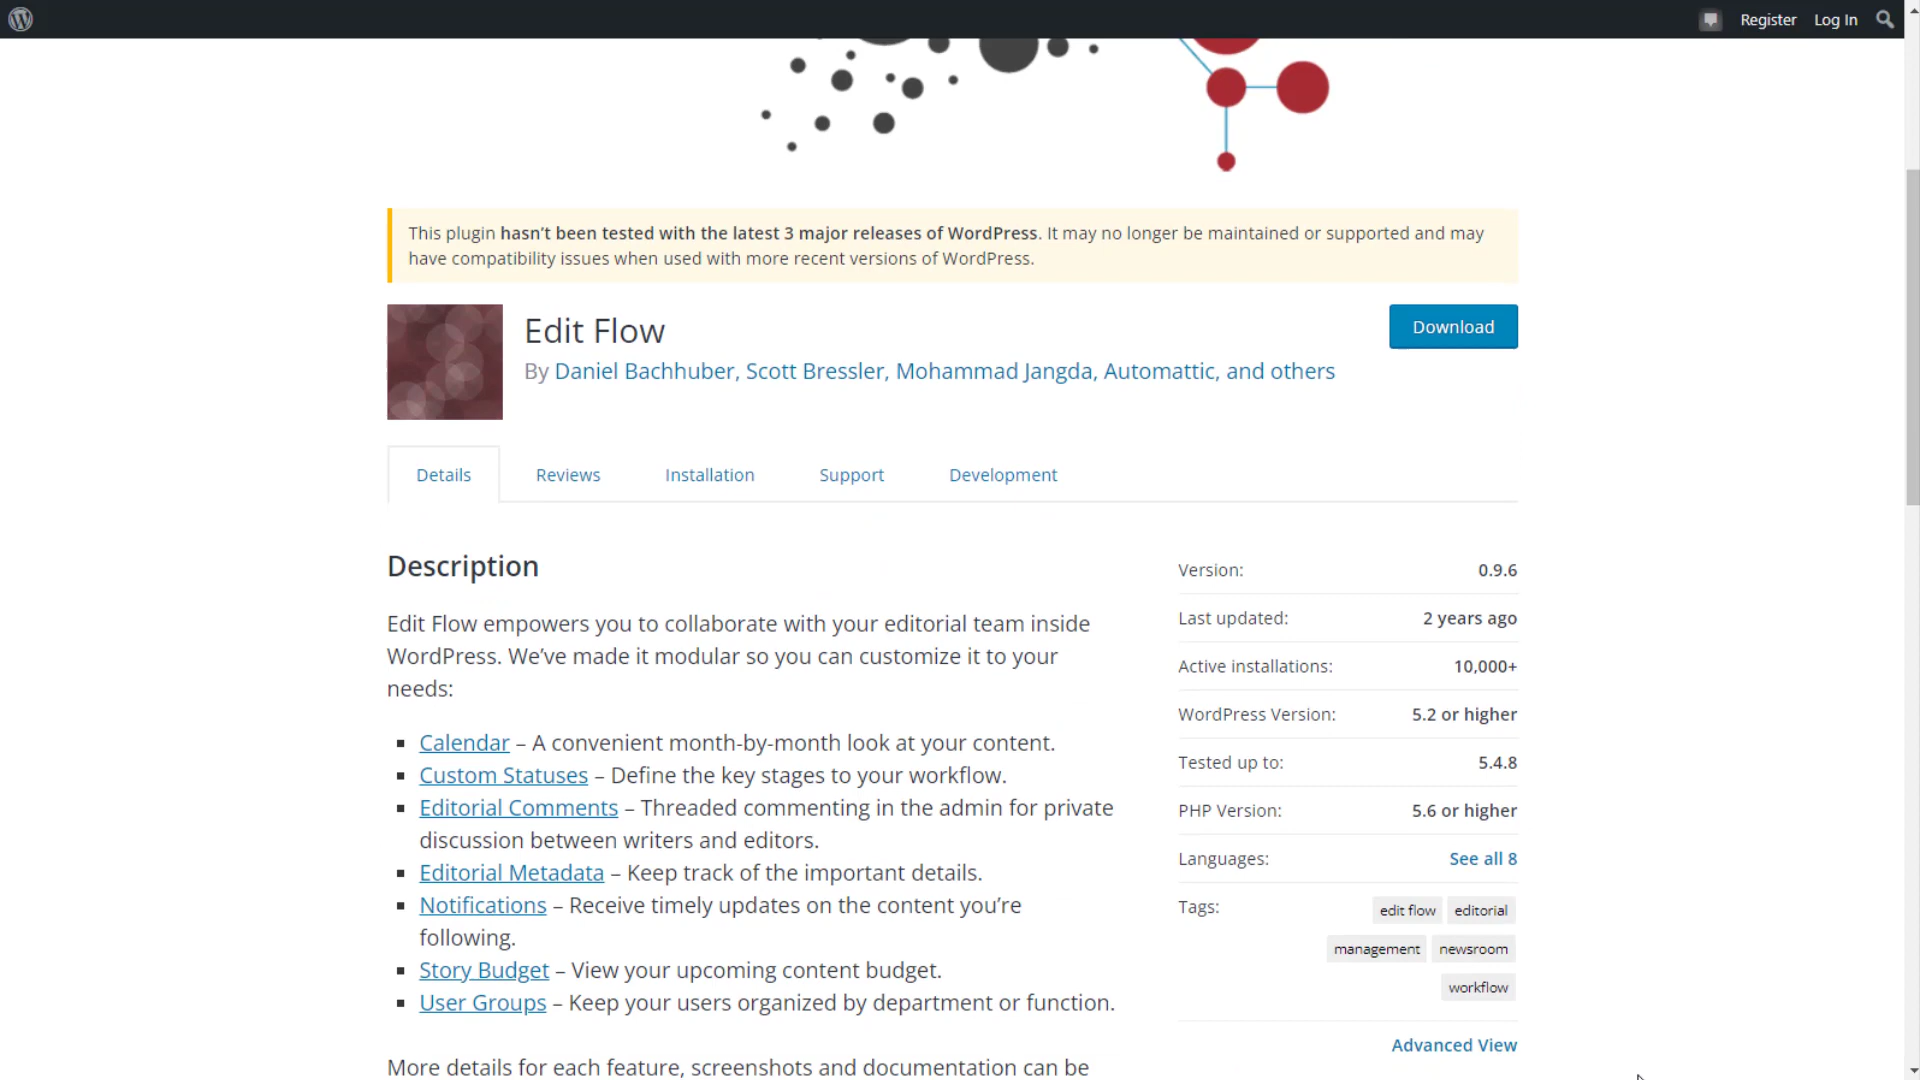 Register Log In
This plugin hasn’t been tested with the latest 3 major releases of WordPress. It may no longer be maintained or supported and may
have compatibility issues when used with more recent versions of WordPress.
Edit Flow
Download
By Daniel Bachhuber, Scott Bressler, Mohammad Jangda, Automattic, and others
Details Reviews Installation Support Development
Description
Edit Flow empowers you to collaborate with your editorial team inside
WordPress. We’ve made it modular so you can customize it to your
needs:
▪ Calendar – A convenient month-by-month look at your content.
▪ Custom Statuses – Define the key stages to your workflow.
▪ Editorial Comments – Threaded commenting in the admin for private
discussion between writers and editors.
▪ Editorial Metadata – Keep track of the important details.
▪ Notifications – Receive timely updates on the content you’re
following.
▪ Story Budget – View your upcoming content budget.
▪ User Groups – Keep your users organized by department or function.
More details for each feature, screenshots and documentation can be
Version: 0.9.6
Last updated: 2 years ago
Active installations: 10,000+
WordPress Version: 5.2 or higher
Tested up to: 5.4.8
PHP Version: 5.6 or higher
Languages: See all 8
Tags: edit flow editorial
management newsroom
workflow
Advanced View